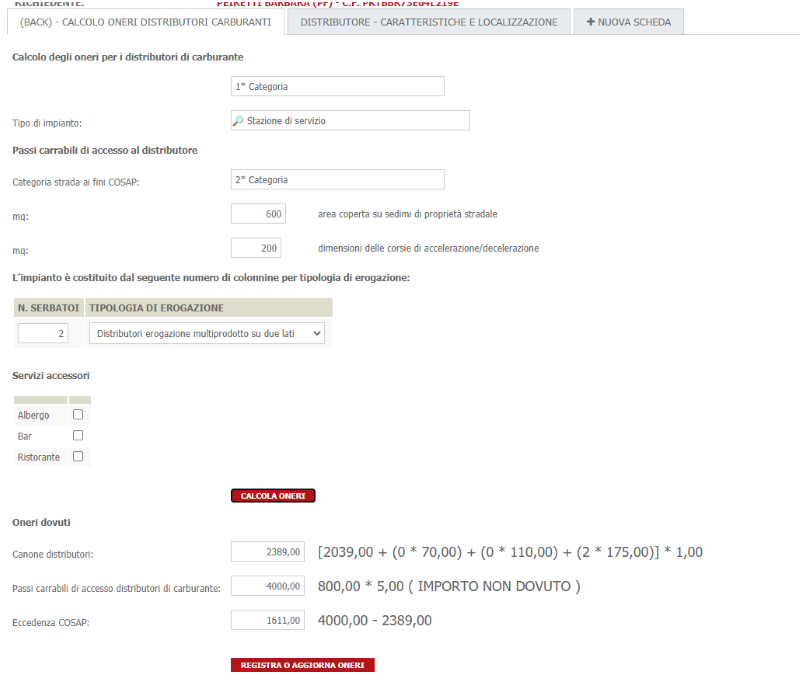 (BACK) - CALCOLO ONERI DISTRIBUTORI CARBURANTI DISTRIBUTORE - CARATTERISTICHE E LOCALIZZAZIONE + NUOVA SCHEDA
Calcolo degli oneri per i distributori di carburante
1* Categoria
Tipo di impianto: Stazione di servizio
Passi carrabili di accesso al distributore
Categoria strada ai fini COSAP: 2* Categoria
mq: 600 area coperta su sedimi di proprietà stradale
mq: 200 dimensioni delle corsie di accelerazione/decelerazione
L'impianto è costituito dal seguente numero di colonnine per tipologia di erogazione:
N. SERBATOI TIPOLOGIA DI EROGAZIONE
2 Distributori erogazione multiprodotto su due lati
Servizi accessori
Albergo
Bar
Ristorante
CALCOLA ONERI
Oneri dovuti
Canone distributori: 2389,00 [2039,00 + (0 * 70,00) + (0 * 110,00) + (2 * 175,00)] * 1,00
Passi carrabili di accesso distributori di carburante: 4000,00 800,00 * 5,00 ( IMPORTO NON DOVUTO )
Eccedenza COSAP: 1611,00 4000,00 - 2389,00
REGISTRA O AGGIORNA ONERI